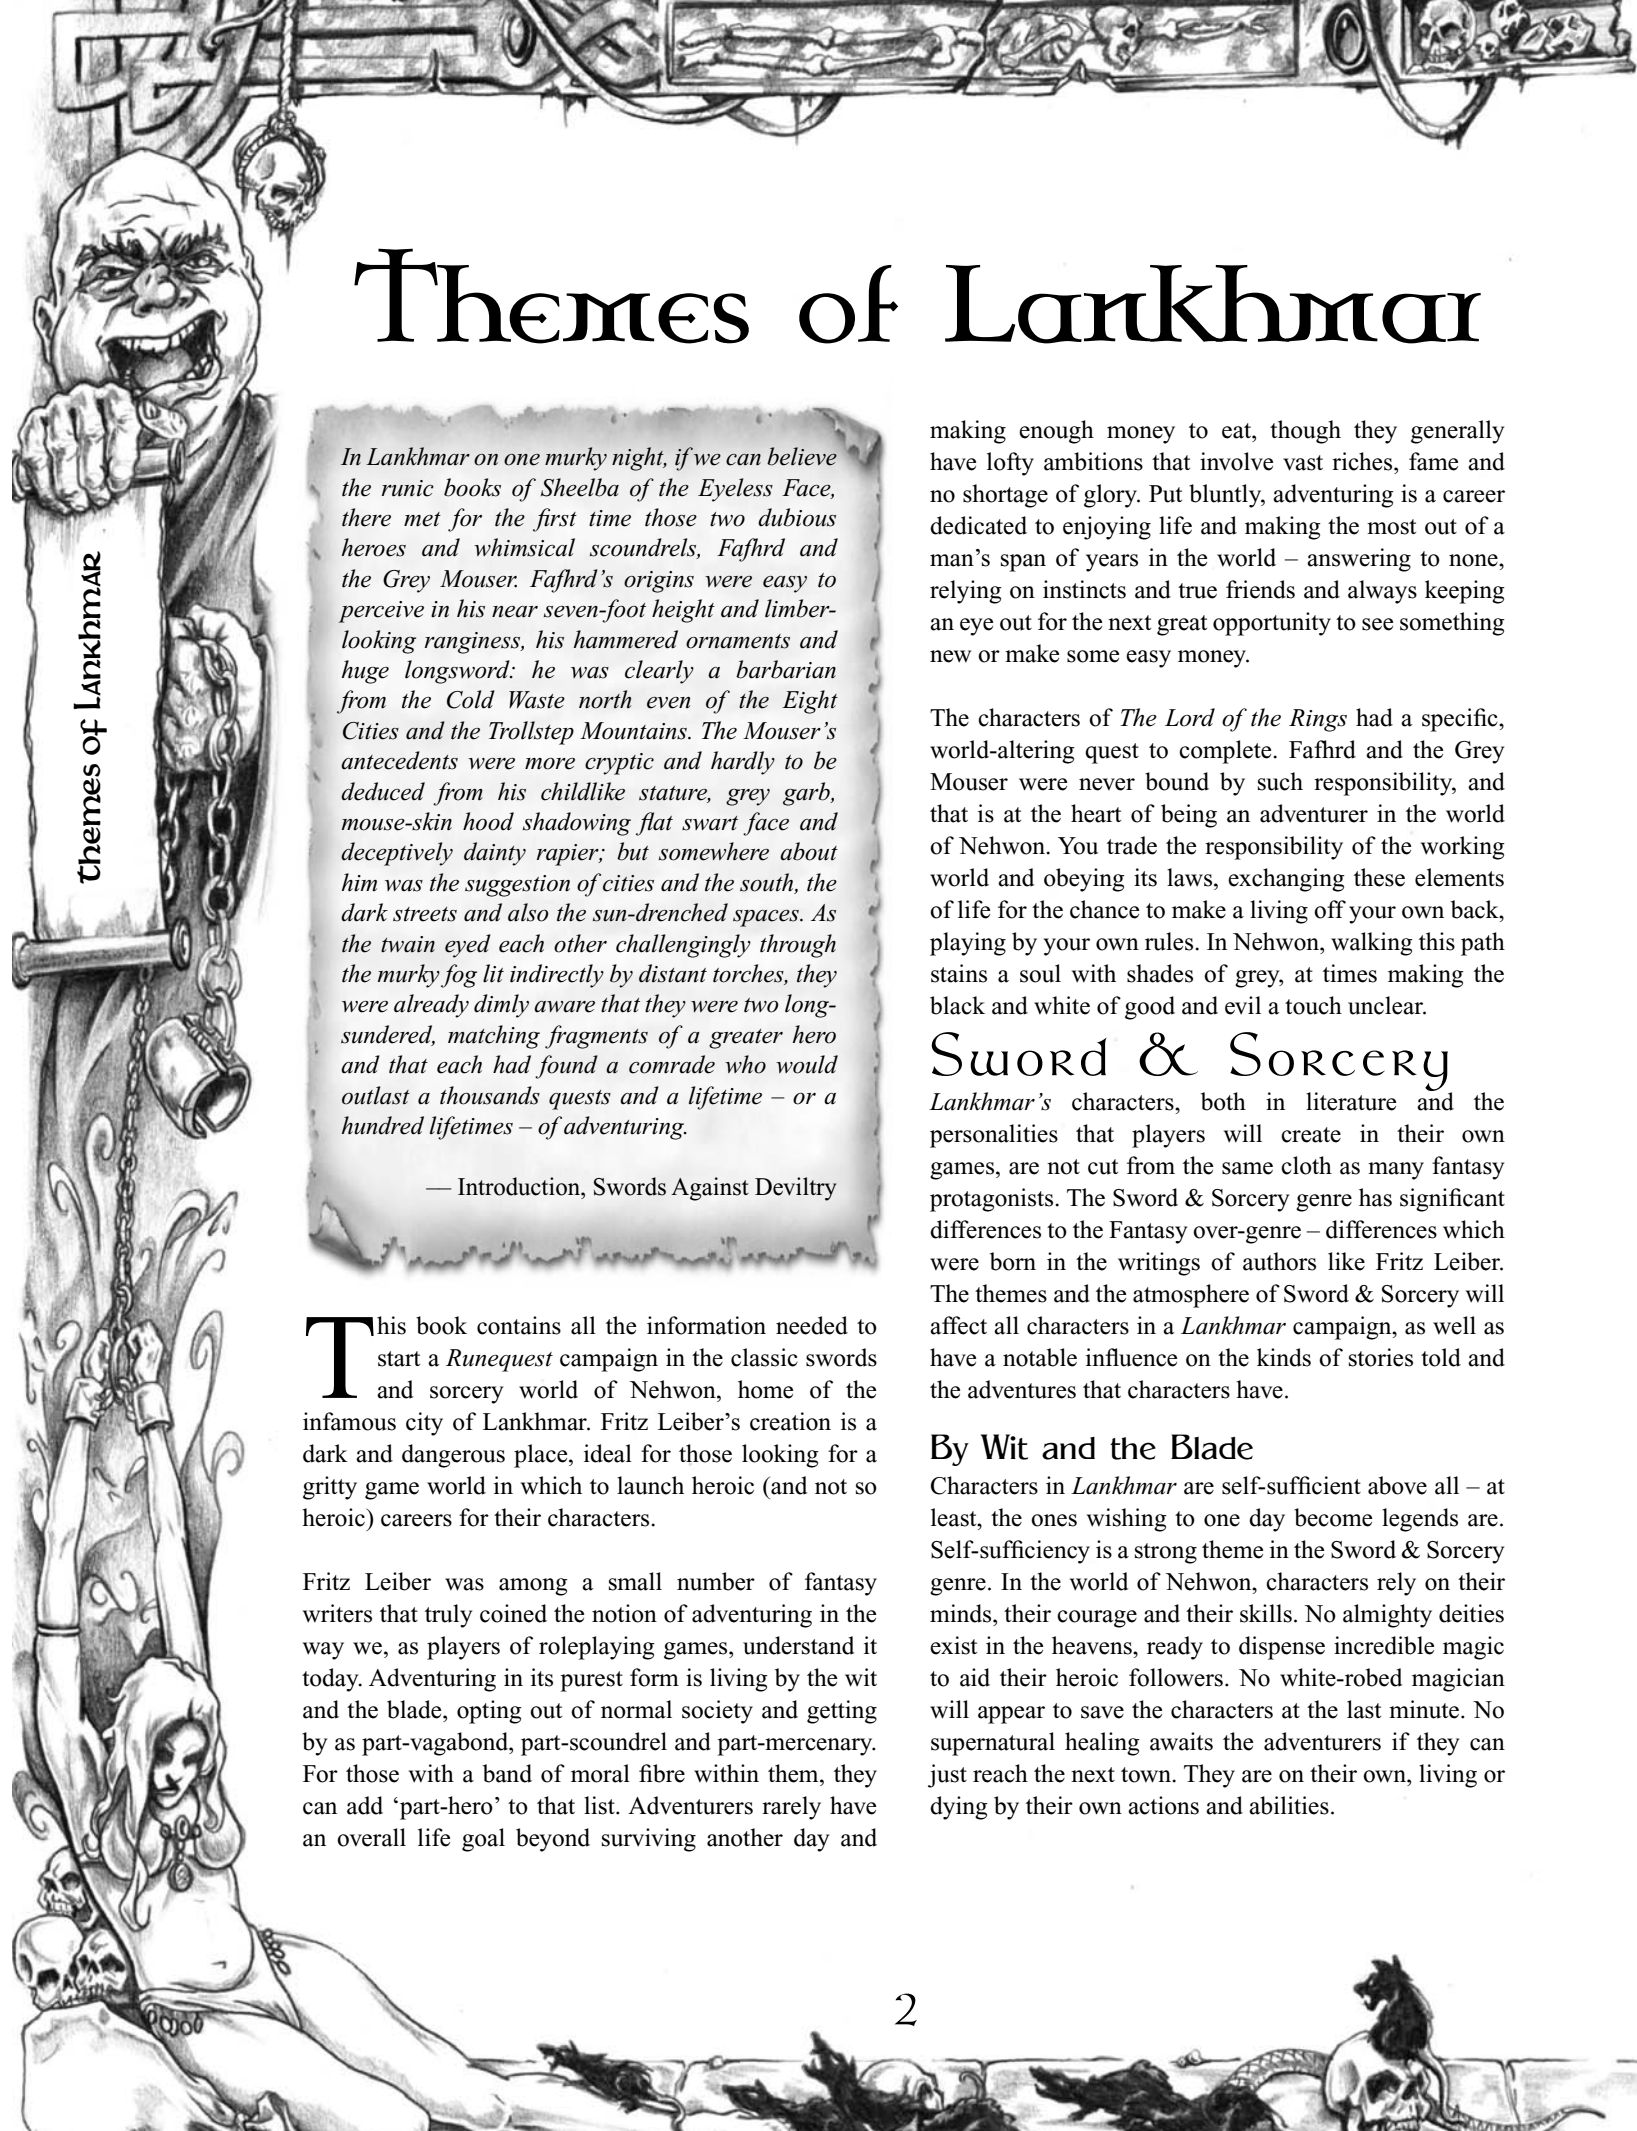 Themes of Lankhmar
Themes of Lankhmar
In Lankhmar on one murky night, if we can believe
the runic books of Sheelba of the Eyeless Face,
there met for the first time those two dubious
heroes and whimsical scoundrels, Fafhrd and
the Grey Mouser. Fafhrd's origins were easy to
perceive in his near seven-foot height and limber-
looking ranginess, his hammered ornaments and
huge longsword: he was clearly a barbarian
from the Cold Waste north even of the Eight
Cities and the Trollstep Mountains. The Mouser's
antecedents were more cryptic and hardly to be
deduced from his childlike stature, grey garb,
mouse-skin hood shadowing flat swart face and
deceptively dainty rapier; but somewhere about
him was the suggestion of cities and the south, the
dark streets and also the sun-drenched spaces. As
the twain eyed each other challengingly through
the murky fog lit indirectly by distant torches, they
were already dimly aware that they were two long-
sundered, matching fragments of a greater hero
and that each had found a comrade who would
outlast a thousands quests and a lifetime – or a
hundred lifetimes – of adventuring.
— Introduction, Swords Against Deviltry
This book contains all the information needed to
start a Runequest campaign in the classic swords
and sorcery world of Nehwon, home of the
infamous city of Lankhmar. Fritz Leiber's creation is a
dark and dangerous place, ideal for those looking for a
gritty game world in which to launch heroic (and not so
heroic) careers for their characters.
Fritz Leiber was among a small number of fantasy
writers that truly coined the notion of adventuring in the
way we, as players of roleplaying games, understand it
today. Adventuring in its purest form is living by the wit
and the blade, opting out of normal society and getting
by as part-vagabond, part-scoundrel and part-mercenary.
For those with a band of moral fibre within them, they
can add ‘part-hero’ to that list. Adventurers rarely have
an overall life goal beyond surviving another day and
making enough money to eat, though they generally
have lofty ambitions that involve vast riches, fame and
no shortage of glory. Put bluntly, adventuring is a career
dedicated to enjoying life and making the most out of a
man's span of years in the world – answering to none,
relying on instincts and true friends and always keeping
an eye out for the next great opportunity to see something
new or make some easy money.
The characters of The Lord of the Rings had a specific,
world-altering quest to complete. Fafhrd and the Grey
Mouser were never bound by such responsibility, and
that is at the heart of being an adventurer in the world
of Nehwon. You trade the responsibility of the working
world and obeying its laws, exchanging these elements
of life for the chance to make a living off your own back,
playing by your own rules. In Nehwon, walking this path
stains a soul with shades of grey, at times making the
black and white of good and evil a touch unclear.
Sword & Sorcery
Lankhmar's characters, both in literature and the
personalities that players will create in their own
games, are not cut from the same cloth as many fantasy
protagonists. The Sword & Sorcery genre has significant
differences to the Fantasy over-genre – differences which
were born in the writings of authors like Fritz Leiber.
The themes and the atmosphere of Sword & Sorcery will
affect all characters in a Lankhmar campaign, as well as
have a notable influence on the kinds of stories told and
the adventures that characters have.
By Wit and the Blade
Characters in Lankhmar are self-sufficient above all – at
least, the ones wishing to one day become legends are.
Self-sufficiency is a strong theme in the Sword & Sorcery
genre. In the world of Nehwon, characters rely on their
minds, their courage and their skills. No almighty deities
exist in the heavens, ready to dispense incredible magic
to aid their heroic followers. No white-robed magician
will appear to save the characters at the last minute. No
supernatural healing awaits the adventurers if they can
just reach the next town. They are on their own, living or
dying by their own actions and abilities.
2